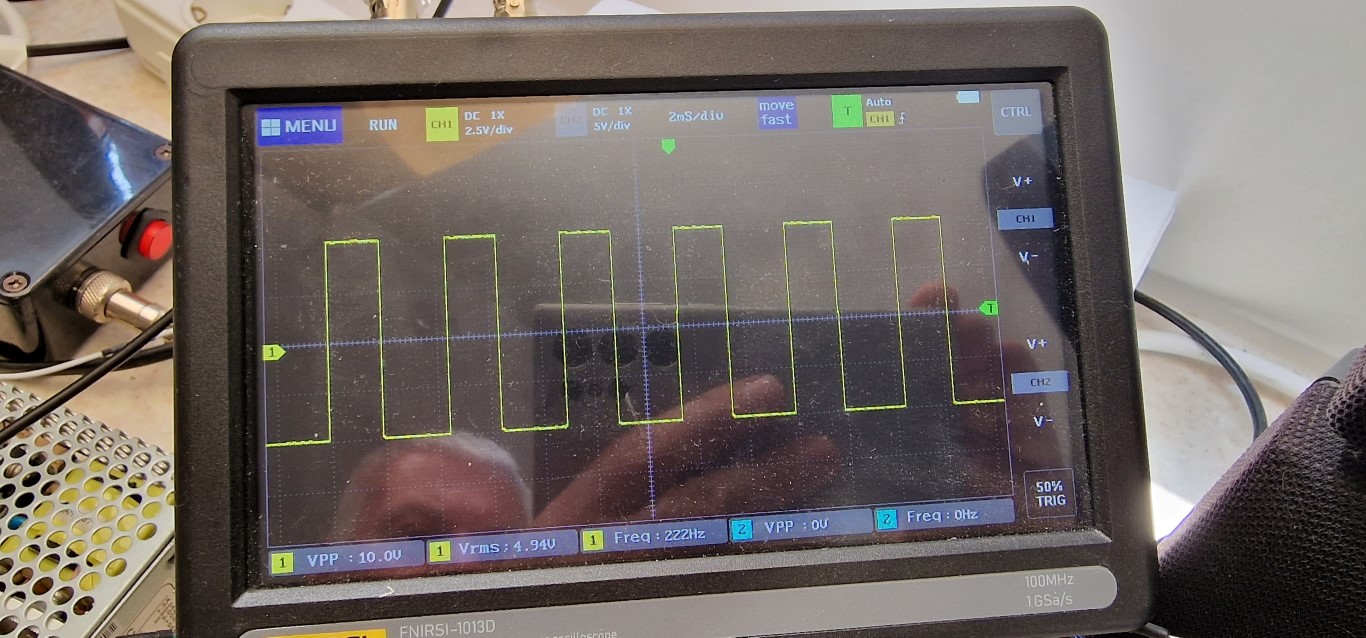 MENU RUN CH1 DC 1X 2.5V/div CH2 DC 1X 5V/div 2mS/div move fast T Auto CH1 CTRL
V+
CH1
V-
T
1
V+
CH2
V-
50% TRIG
1 VPP : 10.0V 1 Vrms: 4.94V 1 Freq: 222Hz 2 VPP : 0V 2 Freq: 0Hz
100MHz
1GSa/s
FNIRSI-1013D